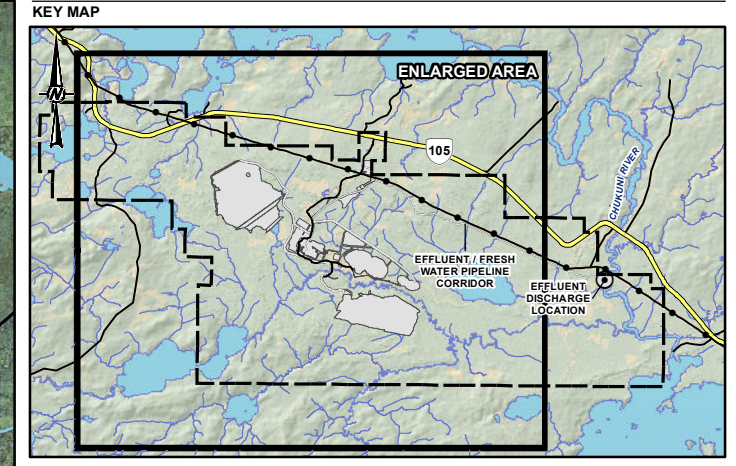 KEY MAP
ENLARGED AREA
N
105
CHUKUNI RIVER
EFFLUENT / FRESH
WATER PIPELINE
CORRIDOR
EFFLUENT
DISCHARGE
LOCATION